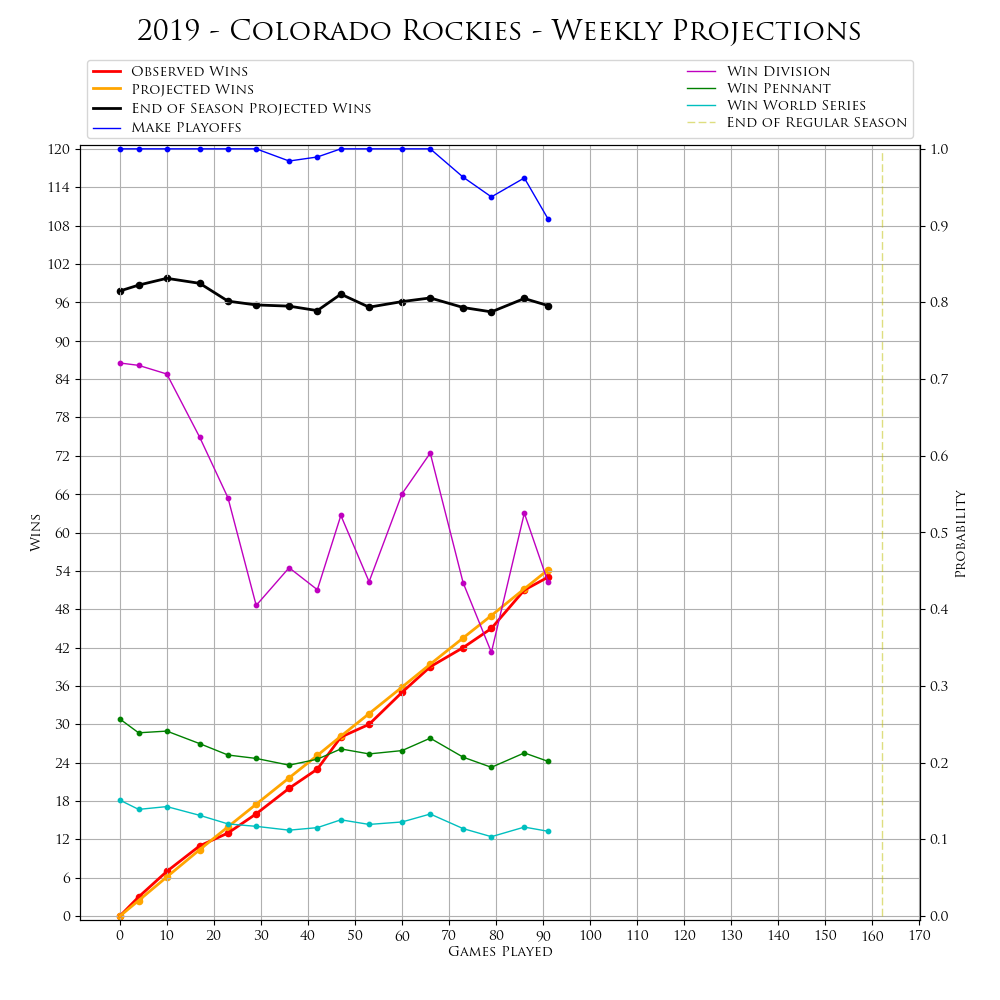 2019 - Colorado Rockies - Weekly Projections
Observed Wins
Projected Wins
End of Season Projected Wins
Make Playoffs
Win Division
Win Pennant
Win World Series
End of Regular Season
120
114
108
102
96
90
84
78
72
66
60
54
48
42
36
30
24
18
12
6
0
Wins
1.0
0.9
0.8
0.7
0.6
0.5
0.4
0.3
0.2
0.1
0.0
Probability
0 10 20 30 40 50 60 70 80 90 100 110 120 130 140 150 160 170
Games Played